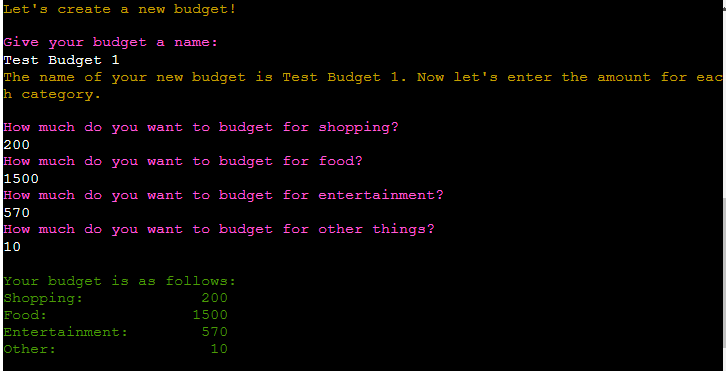 Let's create a new budget!
Give your budget a name:
Test Budget 1
The name of your new budget is Test Budget 1. Now let's enter the amount for eac
h category.
How much do you want to budget for shopping?
200
How much do you want to budget for food?
1500
How much do you want to budget for entertainment?
570
How much do you want to budget for other things?
10
Your budget is as follows:
Shopping: 200
Food: 1500
Entertainment: 570
Other: 10